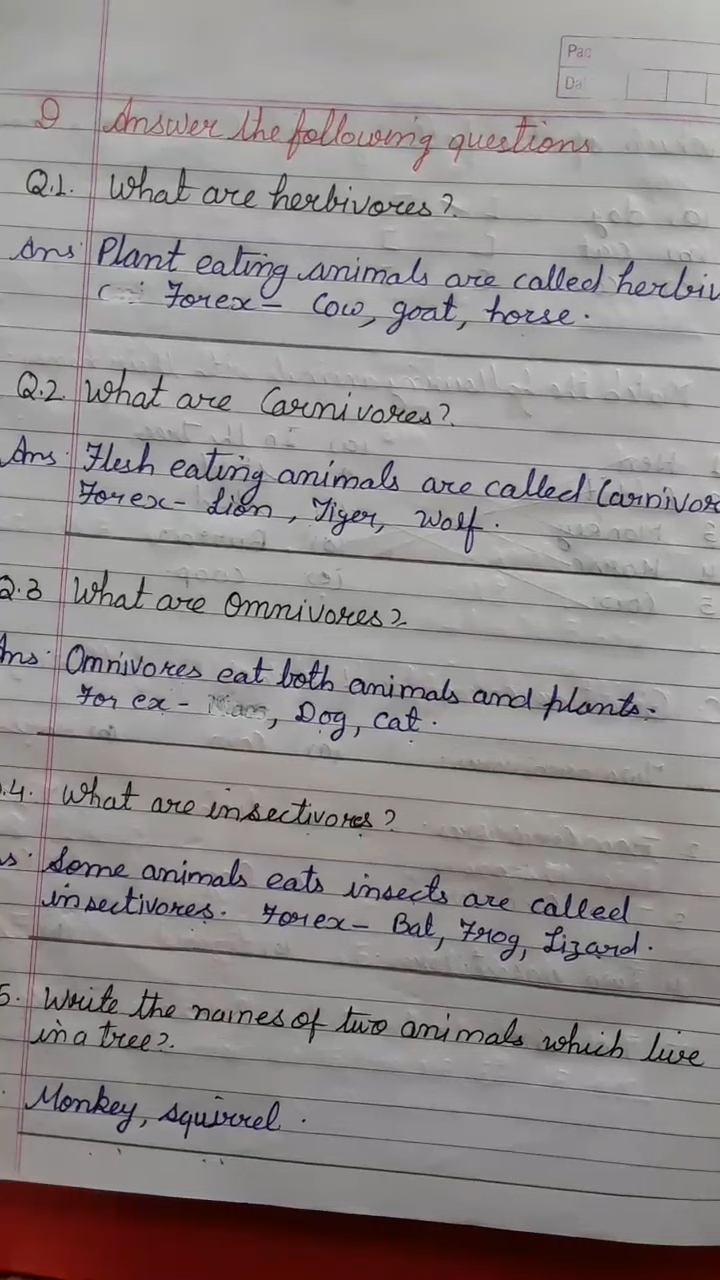 Pag
Da
D Answer the following questions
Q.1. What are herbivores?
Ans. Plant eating animals are called herbiv
Forex - Cow, goat, horse.
Q.2 What are Carnivores?
Ans. Flesh eating animals are called Carnivor
Forex - Lion, Tiger, Wolf.
Q.3 What are Omnivores?
Ans. Omnivores eat both animals and plants.
For ex - , Dog, cat.
.4. What are insectivores?
s. Some animals eats insects are called
insectivores. Forex - Bat, Frog, Lizard.
5. Write the names of two animals which live
in a tree?
Monkey, squirrel.